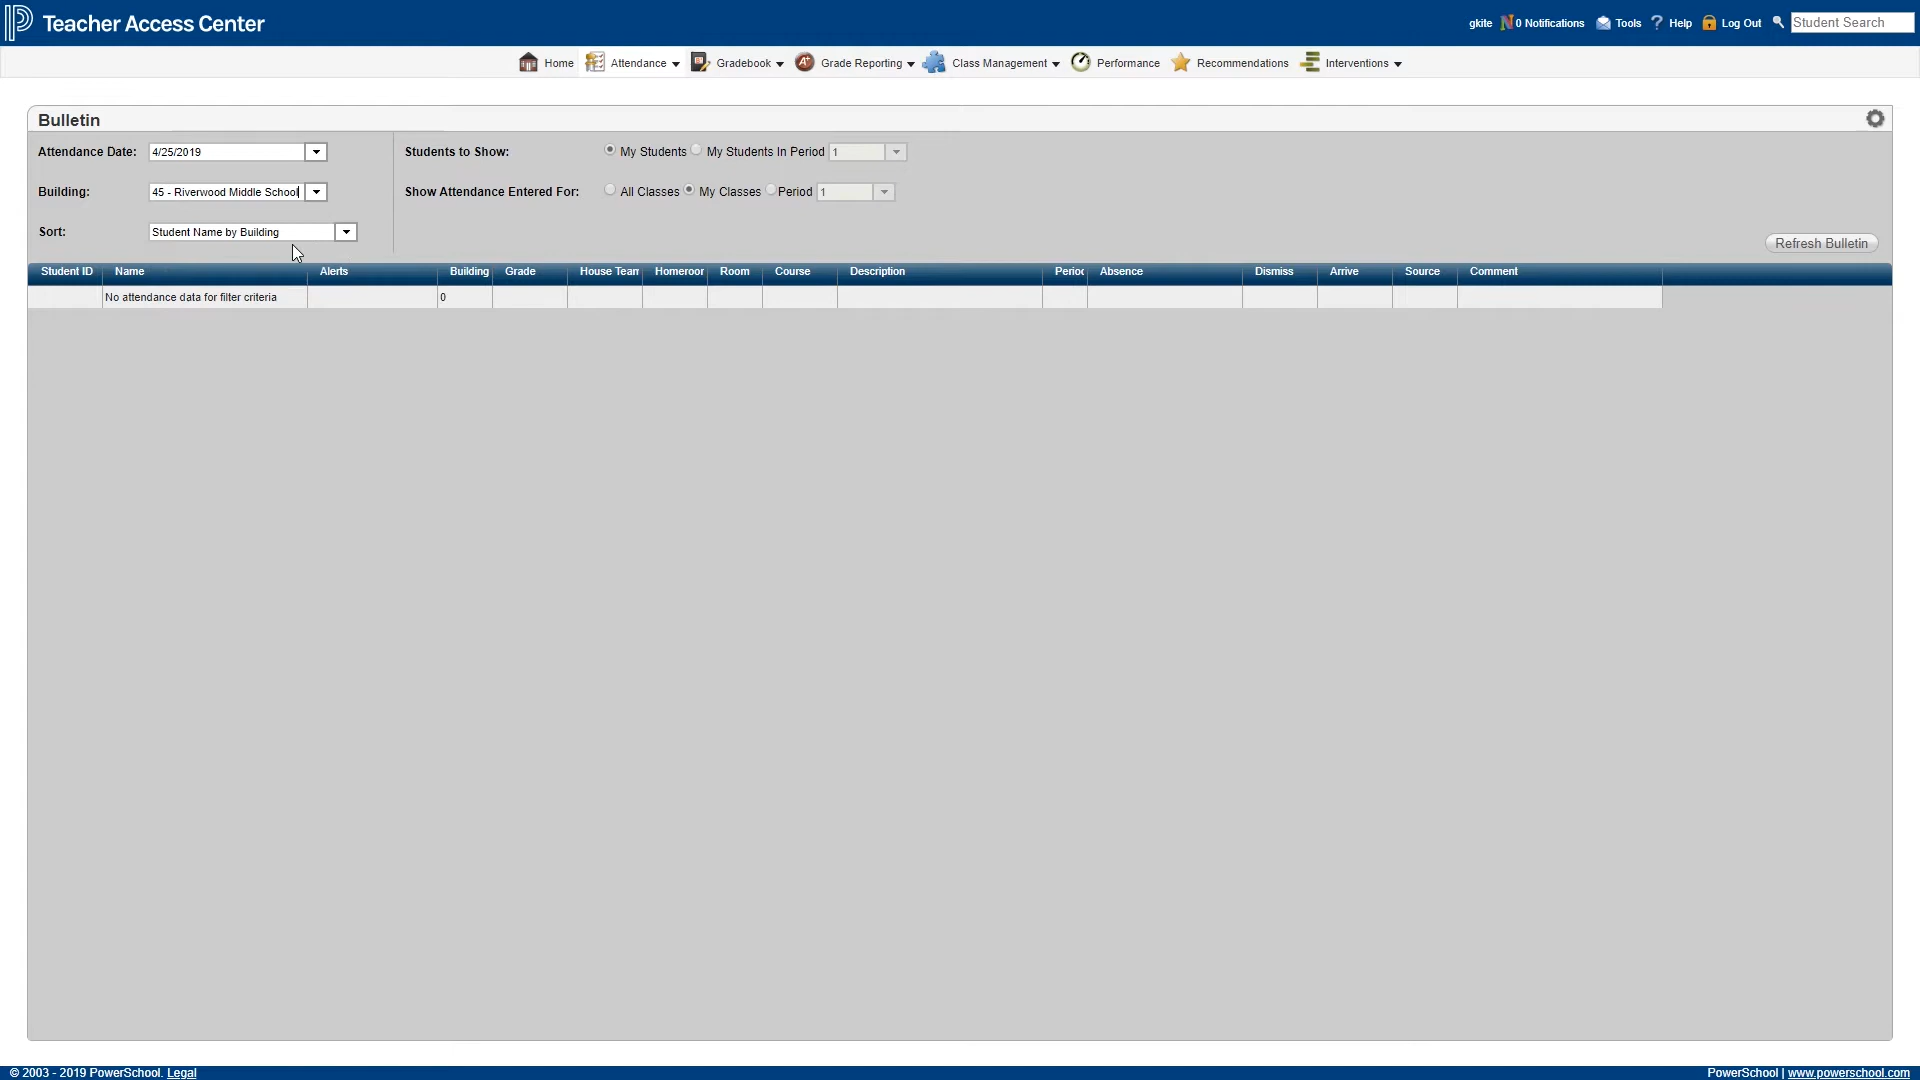 Teacher Access Center
gkite 0 Notifications Tools Help Log Out Student Search
Home Attendance Gradebook Grade Reporting Class Management Performance Recommendations Interventions
Bulletin
Attendance Date: 4/25/2019 Students to Show: My Students My Students In Period 1
Building: 45 - Riverwood Middle School Show Attendance Entered For: All Classes My Classes Period 1
Sort: Student Name by Building
Refresh Bulletin
Student ID Name Alerts Building Grade House Team Homeroor Room Course Description Perioc Absence Dismiss Arrive Source Comment
No attendance data for filter criteria 0
© 2003 - 2019 PowerSchool. Legal PowerSchool | www.powerschool.com